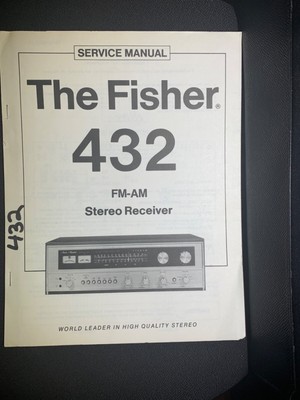 SERVICE MANUAL
The Fisher®
432
FM-AM
Stereo Receiver
432
WORLD LEADER IN HIGH QUALITY STEREO